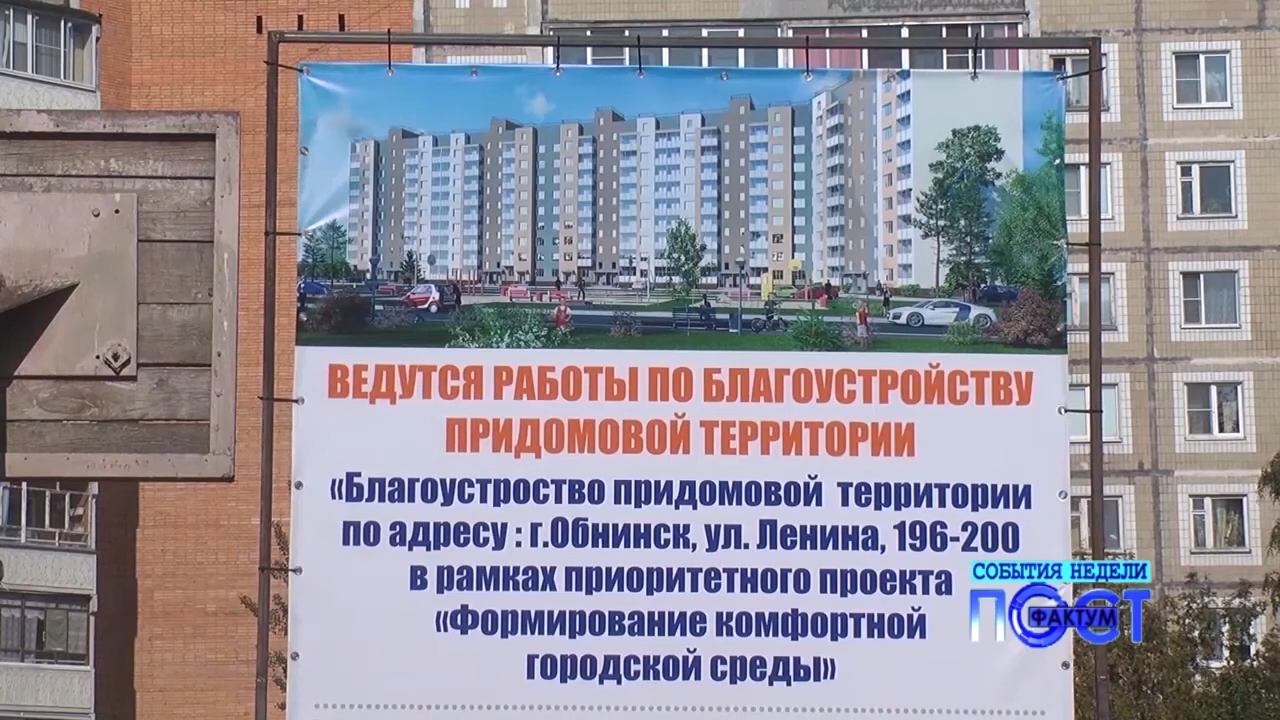 ВЕДУТСЯ РАБОТЫ ПО БЛАГОУСТРОЙСТВУ
ПРИДОМОВОЙ ТЕРРИТОРИИ
«Благоустроство придомовой территории
по адресу : г.Обнинск, ул. Ленина, 196-200
в рамках приоритетного проекта
«Формирование комфортной
городской среды»
СОБЫТИЯ НЕДЕЛИ
ПОСТ
ФАКТУМ